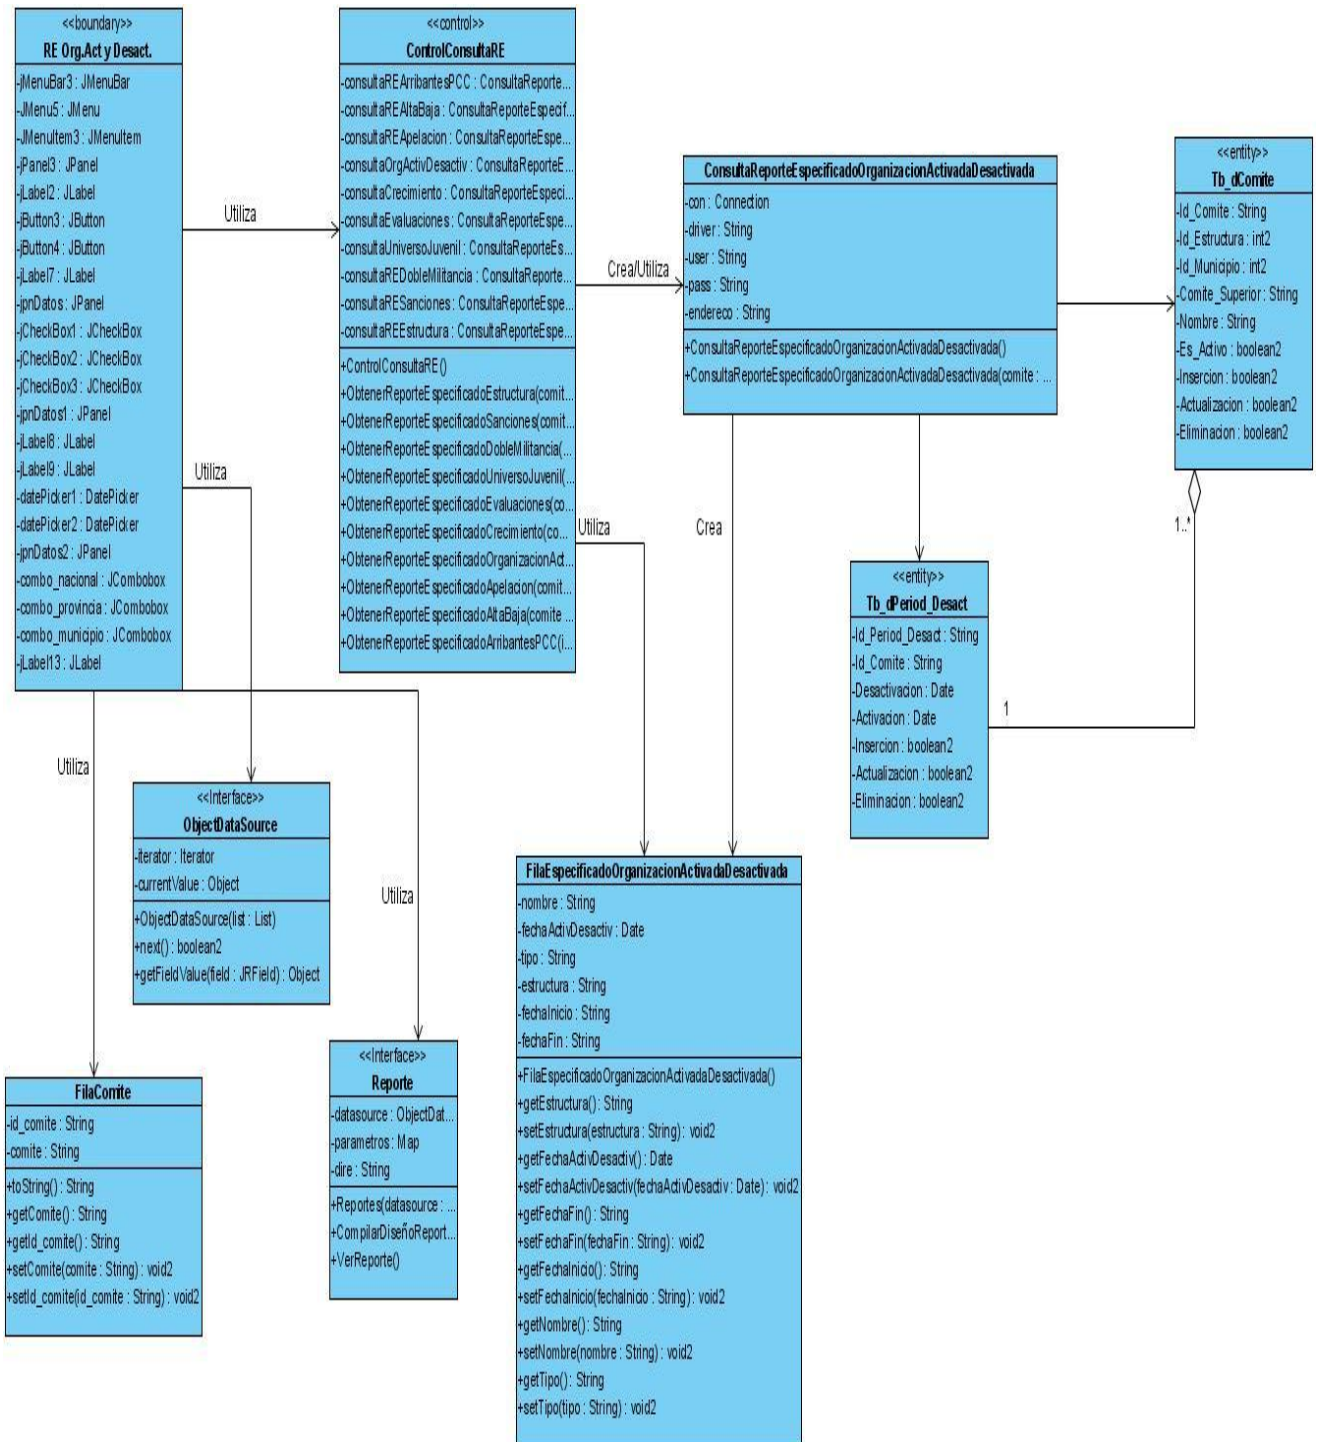 <<boundary>>
RE Org.Act y Desact.
-jMenuBar3 : JMenuBar
-JMenu5 : JMenu
-JMenuItem3 : JMenuItem
-jPanel3 : JPanel
-jLabel2 : JLabel
-jButton3 : JButton
-jButton4 : JButton
-jLabel7 : JLabel
-jpnDatos : JPanel
-jCheckBox1 : JCheckBox
-jCheckBox2 : JCheckBox
-jCheckBox3 : JCheckBox
-jpnDatos1 : JPanel
-jLabel8 : JLabel
-jLabel9 : JLabel
-datePicker1 : DatePicker
-datePicker2 : DatePicker
-jpnDatos2 : JPanel
-combo_nacional : JCombobox
-combo_provincia : JCombobox
-combo_municipio : JCombobox
-jLabel13 : JLabel
Utiliza
Utiliza
Utiliza
Utiliza
<<control>>
ControlConsultaRE
-consultaREArribantesPCC : ConsultaReporte...
-consultaREAltaBaja : ConsultaReporteEspecif...
-consultaREApelacion : ConsultaReporteEspe...
-consultaOrgActivDesactiv : ConsultaReporteE...
-consultaCrecimiento : ConsultaReporteEspeci...
-consultaEvaluaciones : ConsultaReporteEspe...
-consultaUniversoJuvenil : ConsultaReporteEs...
-consultaREDobleMilitancia : ConsultaReporte...
-consultaRESanciones : ConsultaReporteEspe...
-consultaREEstructura : ConsultaReporteEspe...
+ControlConsultaRE()
+ObtenerReporteEspecificadoEstructura(comit...
+ObtenerReporteEspecificadoSanciones(comit...
+ObtenerReporteEspecificadoDobleMilitancia(...
+ObtenerReporteEspecificadoUniversoJuvenil(...
+ObtenerReporteEspecificadoEvaluaciones(co...
+ObtenerReporteEspecificadoCrecimiento(co...
+ObtenerReporteEspecificadoOrganizacionAct...
+ObtenerReporteEspecificadoApelacion(comit...
+ObtenerReporteEspecificadoAltaBaja(comite ...
+ObtenerReporteEspecificadoArribantesPCC(i...
Crea/Utiliza
Utiliza
Crea
ConsultaReporteEspecificadoOrganizacionActivadaDesactivada
-con : Connection
-driver : String
-user : String
-pass : String
-endereco : String
+ConsultaReporteEspecificadoOrganizacionActivadaDesactivada()
+ConsultaReporteEspecificadoOrganizacionActivadaDesactivada(comite : ...
<<entity>>
Tb_dComite
-Id_Comite : String
-Id_Estructura : int2
-Id_Municipio : int2
-Comite_Superior : String
-Nombre : String
-Es_Activo : boolean2
-Insercion : boolean2
-Actualizacion : boolean2
-Eliminacion : boolean2
1..*
1
<<entity>>
Tb_dPeriod_Desact
-Id_Period_Desact : String
-Id_Comite : String
-Desactivacion : Date
-Activacion : Date
-Insercion : boolean2
-Actualizacion : boolean2
-Eliminacion : boolean2
<<Interface>>
ObjectDataSource
-iterator : Iterator
-currentValue : Object
+ObjectDataSource(list : List)
+next() : boolean2
+getFieldValue(field : JRField) : Object
<<Interface>>
Reporte
-datasource : ObjectDat...
-parametros : Map
-dire : String
+Reportes(datasource : ...
+CompilarDiseñoReport...
+VerReporte()
FilaComite
-id_comite : String
-comite : String
+toString() : String
+getComite() : String
+getId_comite() : String
+setComite(comite : String) : void2
+setId_comite(id_comite : String) : void2
FilaEspecificadoOrganizacionActivadaDesactivada
-nombre : String
-fechaActivDesactiv : Date
-tipo : String
-estructura : String
-fechaInicio : String
-fechaFin : String
+FilaEspecificadoOrganizacionActivadaDesactivada()
+getEstructura() : String
+setEstructura(estructura : String) : void2
+getFechaActivDesactiv() : Date
+setFechaActivDesactiv(fechaActivDesactiv : Date) : void2
+getFechaFin() : String
+setFechaFin(fechaFin : String) : void2
+getFechaInicio() : String
+setFechaInicio(fechaInicio : String) : void2
+getNombre() : String
+setNombre(nombre : String) : void2
+getTipo() : String
+setTipo(tipo : String) : void2